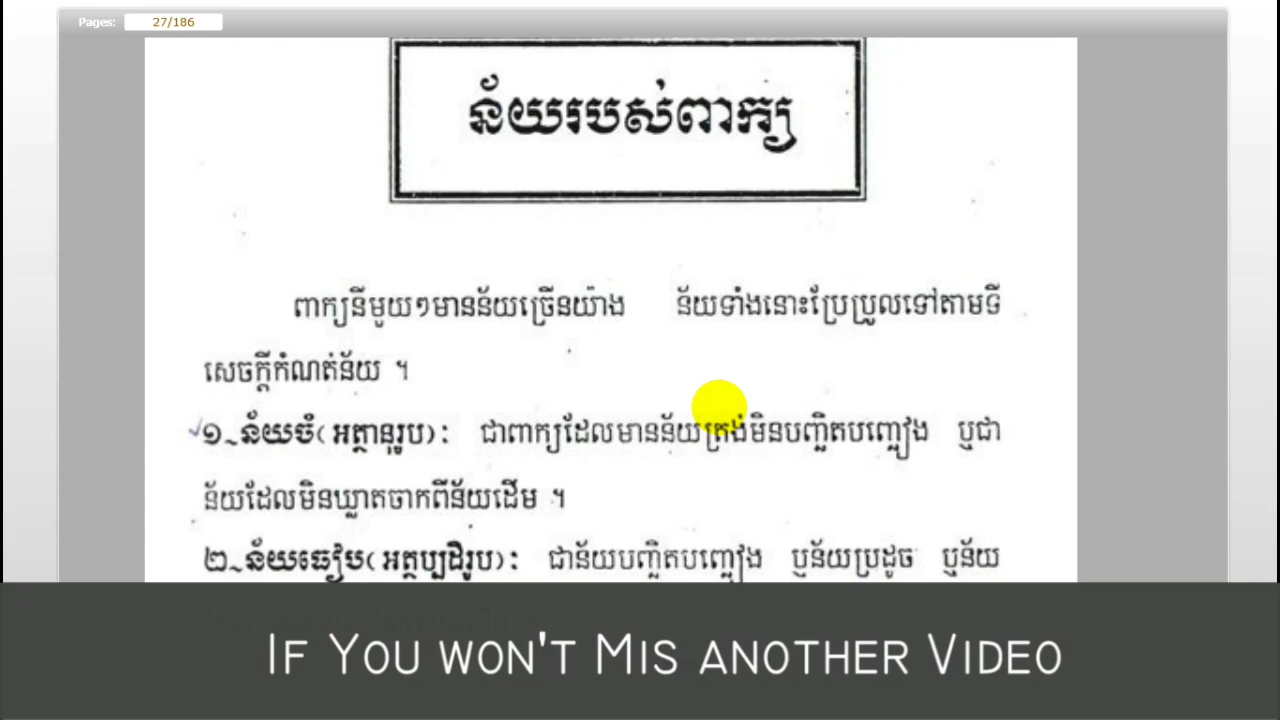 Pages: 27/186
ន័យរបស់ពាក្យ
ពាក្យនីមួយៗមានន័យច្រើនយ៉ាង ន័យទាំងនោះប្រែប្រួលទៅតាមទី
សេចក្តីកំណត់ន័យ ។
១~ន័យចំ(អត្ថានុរូប): ជាពាក្យដែលមានន័យត្រង់មិនបញ្ឆិតបញ្ឆៀង ឬជា
ន័យដែលមិនឃ្លាតចាកពីន័យដើម ។
២~ន័យធៀប(អត្ថប្បដិរូប): ជាន័យបញ្ឆិតបញ្ឆៀង ឬន័យប្រដូច ឬន័យ
If You won't Mis another Video